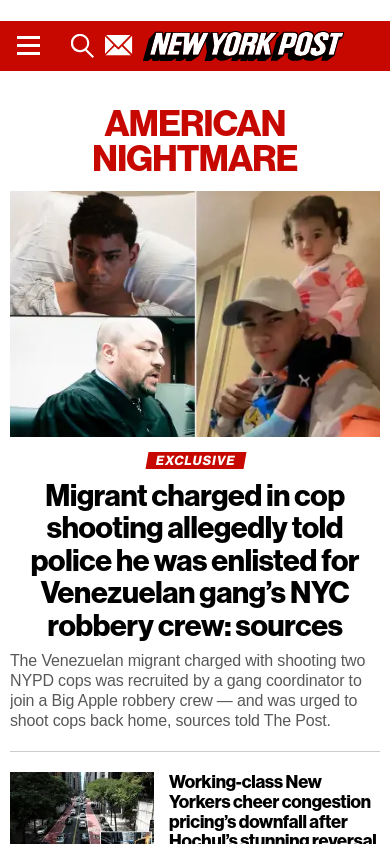 NEW YORK POST
AMERICAN
NIGHTMARE
EXCLUSIVE
Migrant charged in cop
shooting allegedly told
police he was enlisted for
Venezuelan gang’s NYC
robbery crew: sources
The Venezuelan migrant charged with shooting two
NYPD cops was recruited by a gang coordinator to
join a Big Apple robbery crew — and was urged to
shoot cops back home, sources told The Post.
Working-class New
Yorkers cheer congestion
pricing’s downfall after
Hochul’s stunning reversal